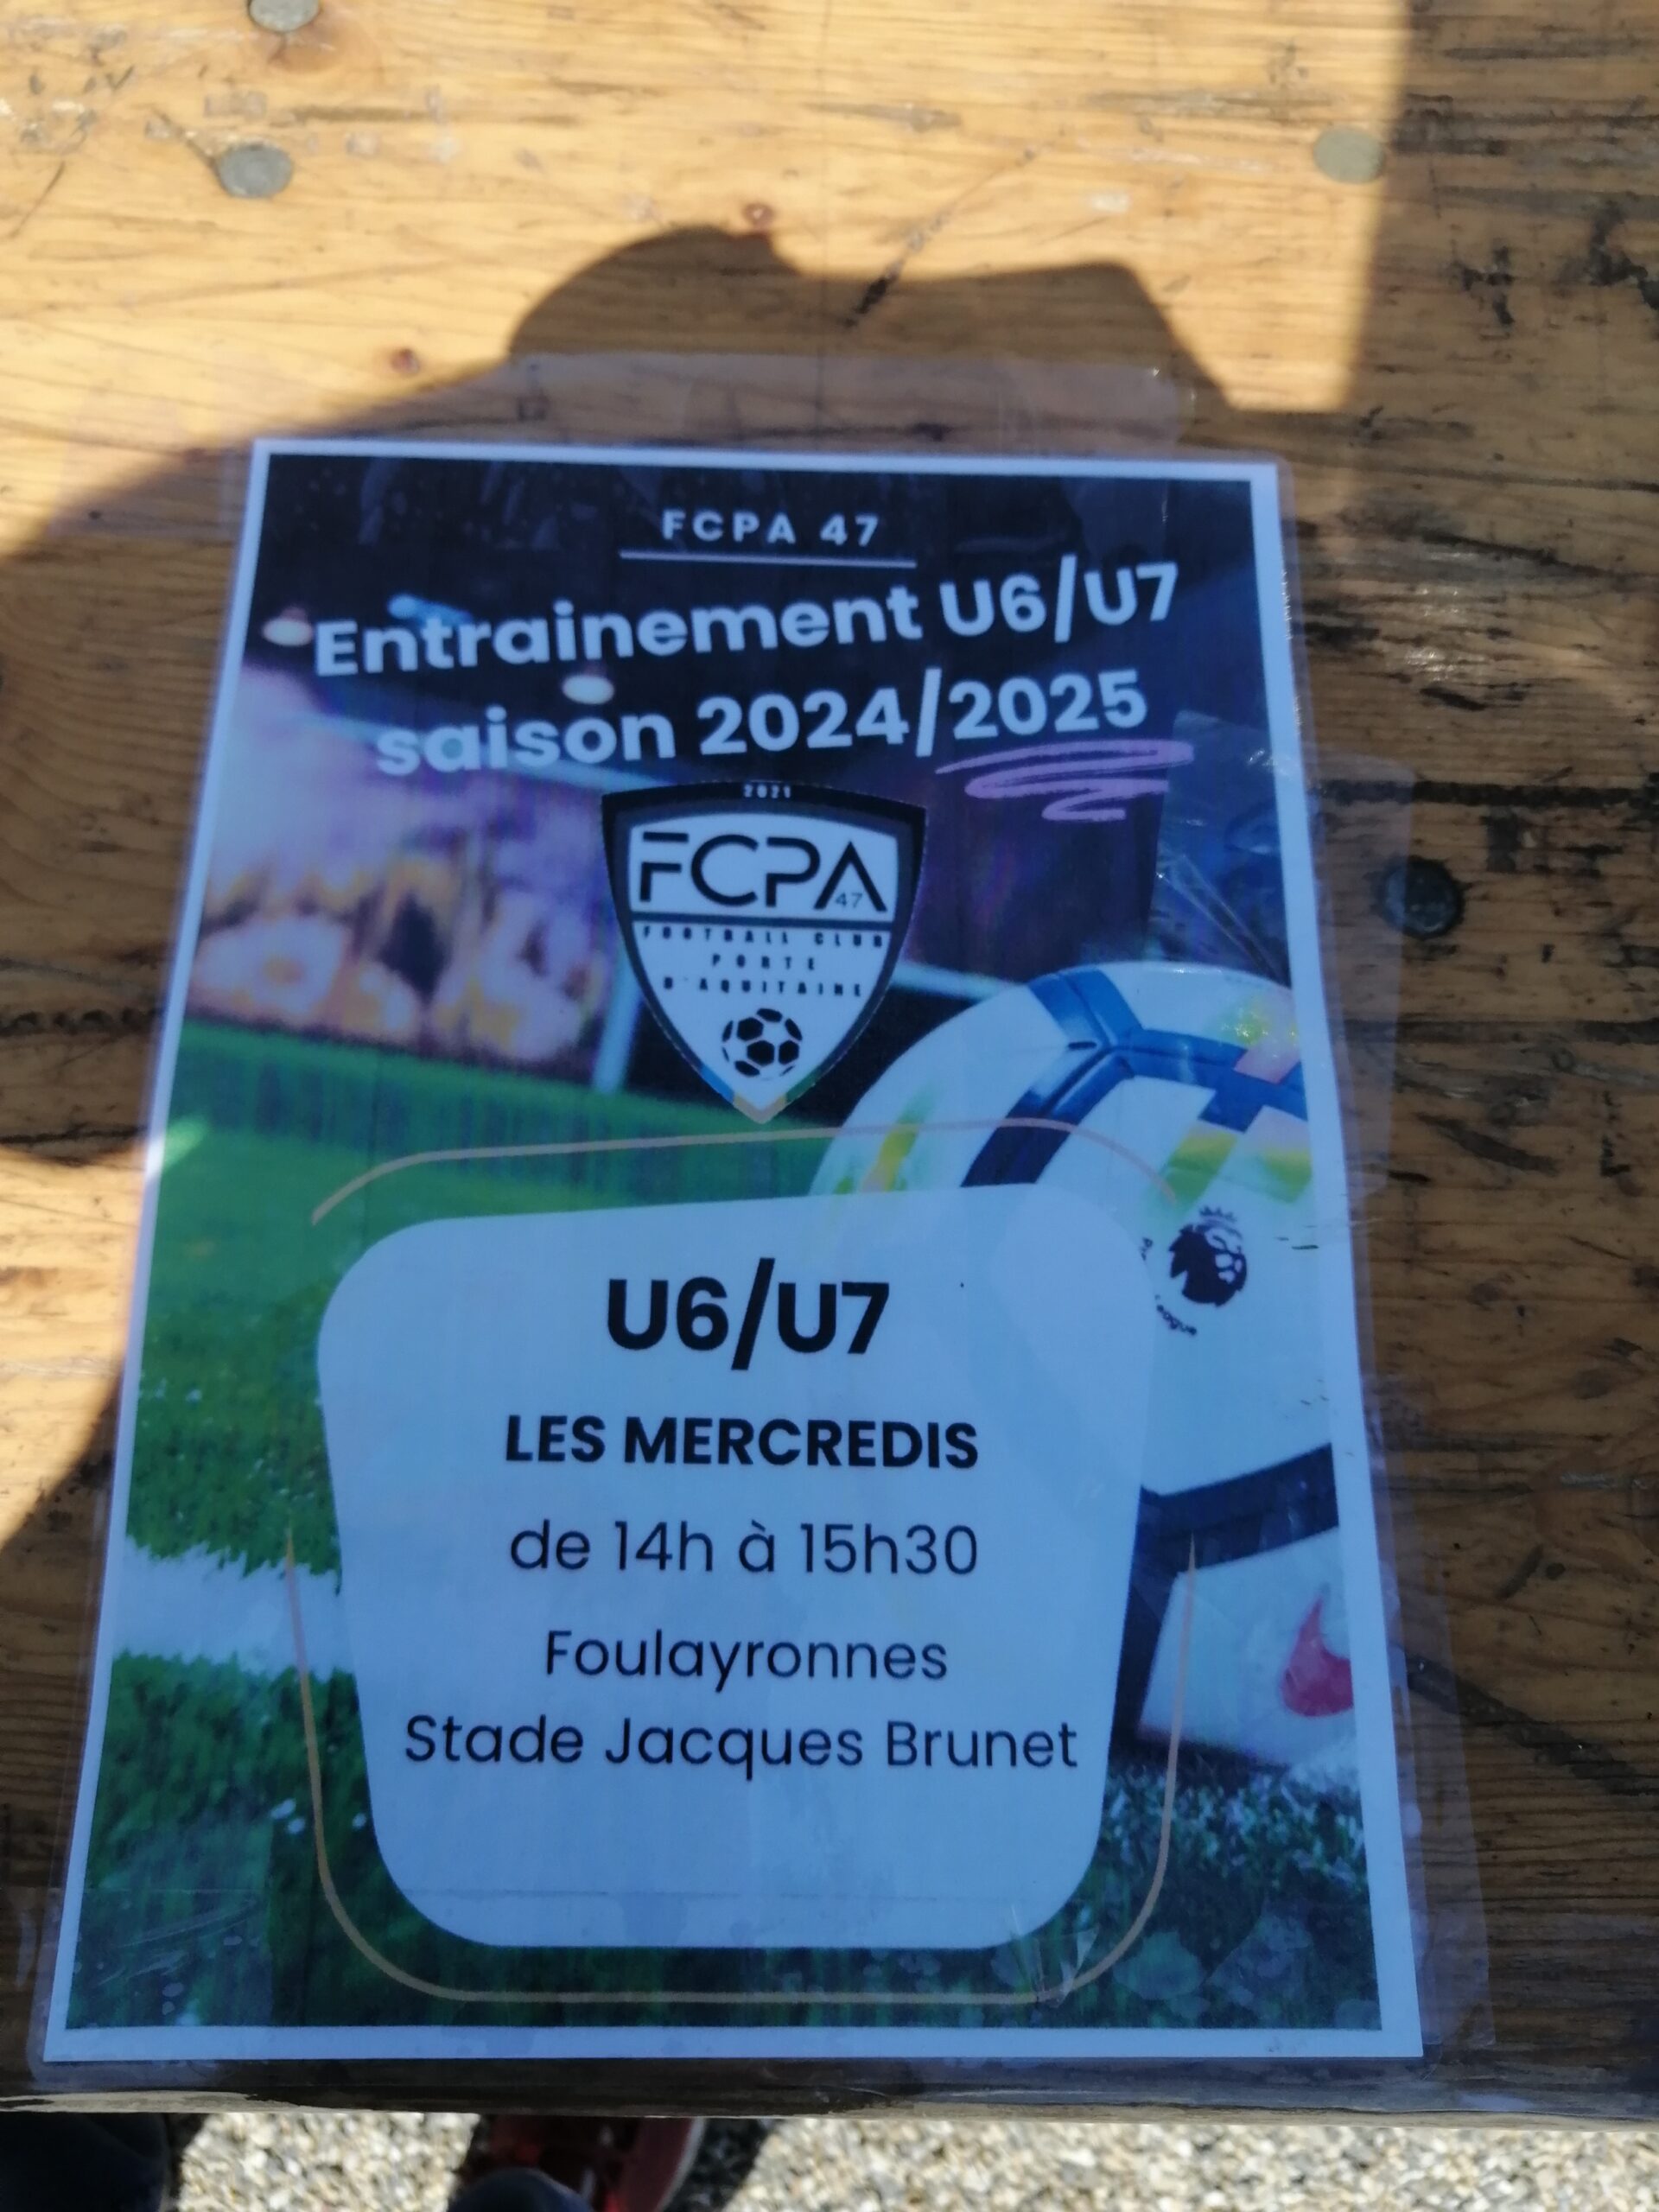 FCPA 47
Entrainement U6/U7
saison 2024/2025
2021
FCPA
47
FOOTBALL CLUB
PORTE
D'AQUITAINE
U6/U7
LES MERCREDIS
de 14h à 15h30
Foulayronnes
Stade Jacques Brunet